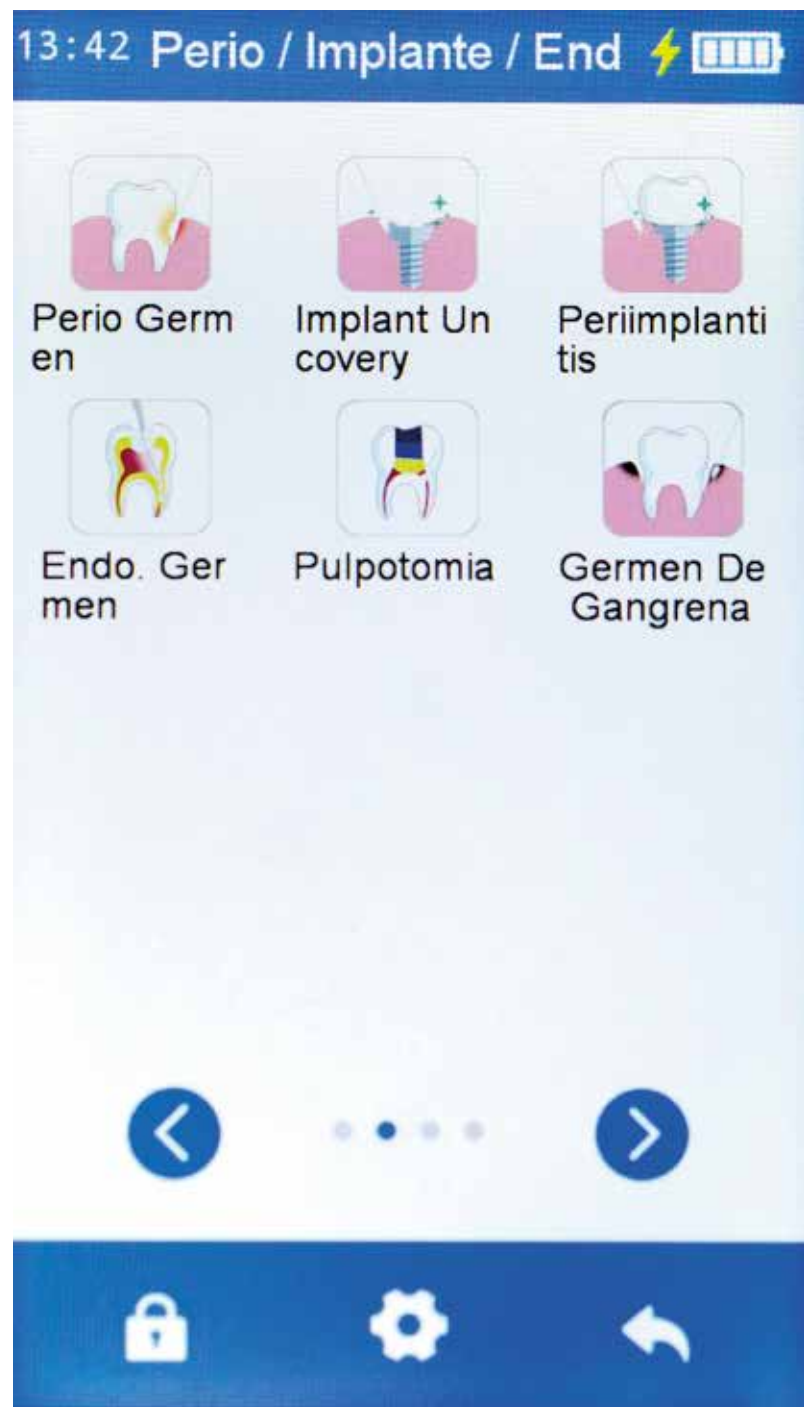 13:42 Perio / Implante / End
Perio Germ
en
Implant Un
covery
Periimplanti
tis
Endo. Ger
men
Pulpotomia
Germen De
Gangrena